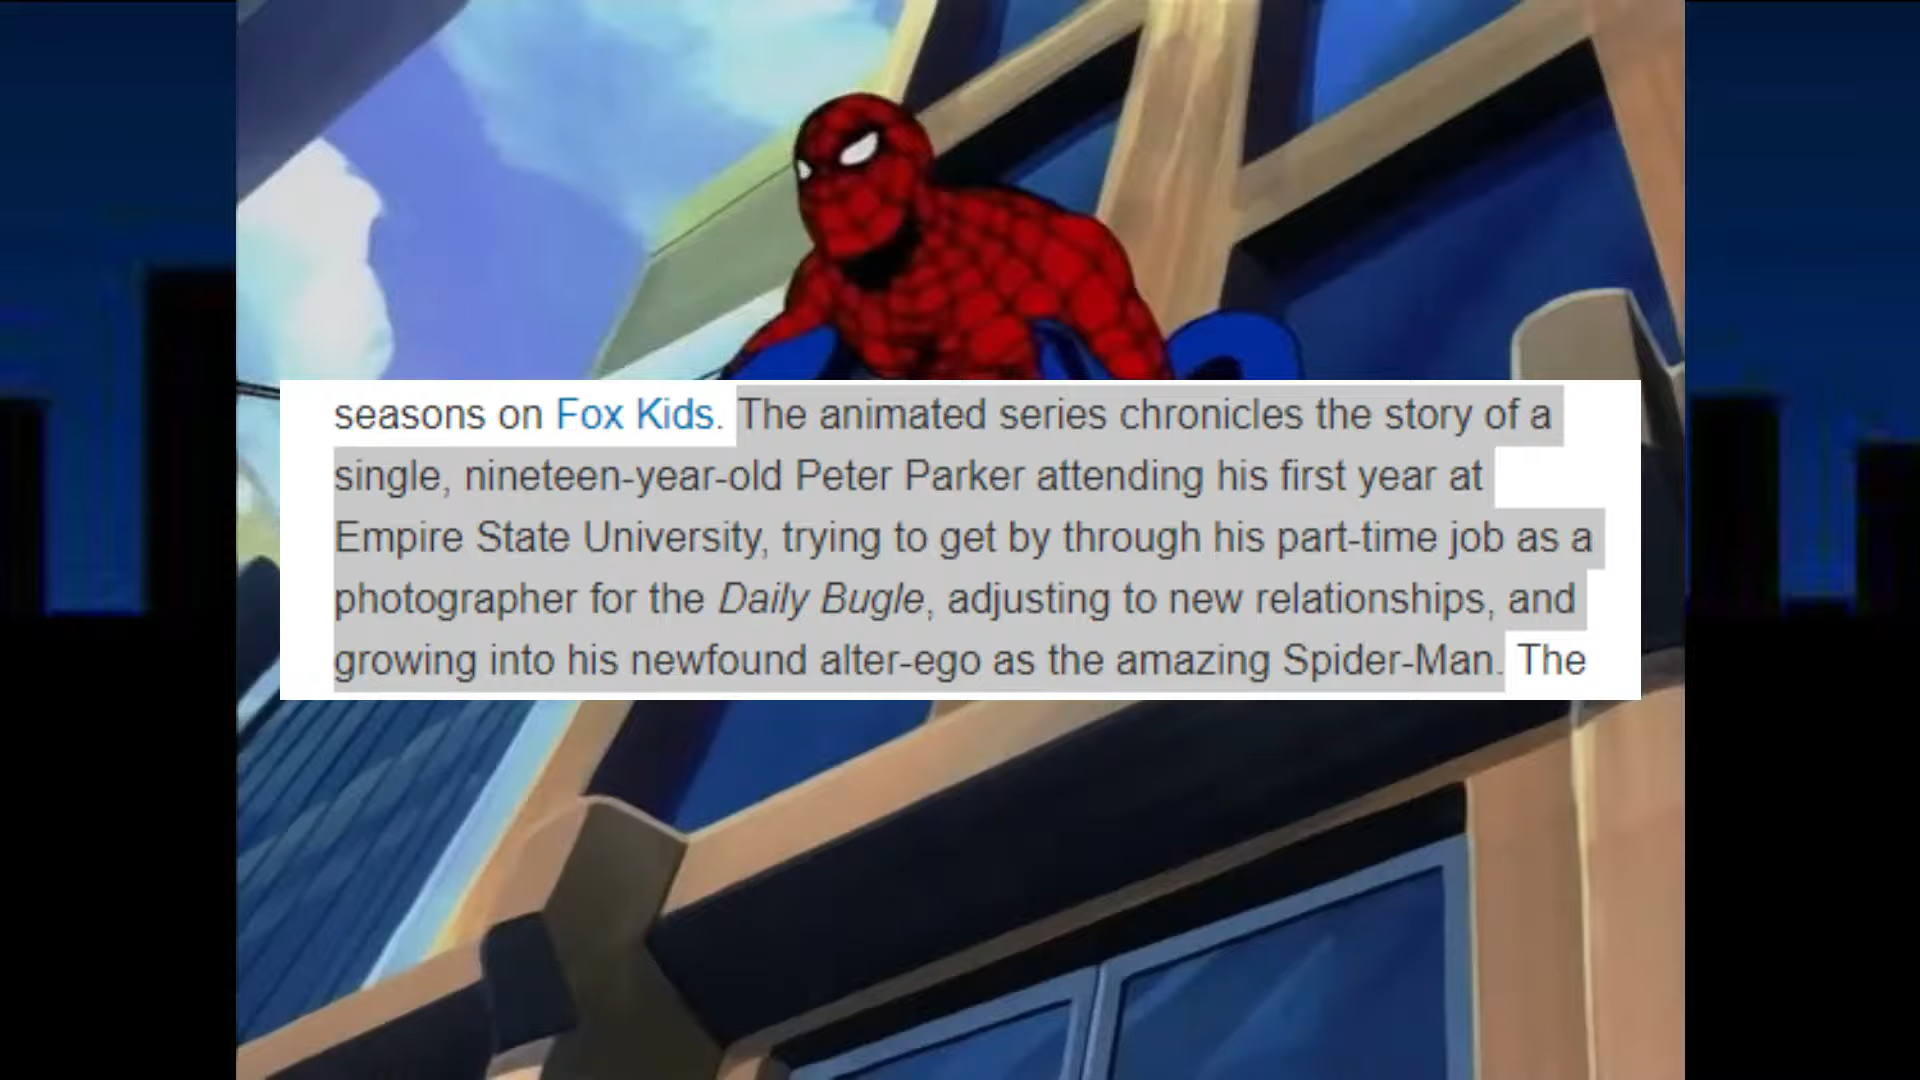 seasons on Fox Kids. The animated series chronicles the story of a
single, nineteen-year-old Peter Parker attending his first year at
Empire State University, trying to get by through his part-time job as a
photographer for the Daily Bugle, adjusting to new relationships, and
growing into his newfound alter-ego as the amazing Spider-Man. The